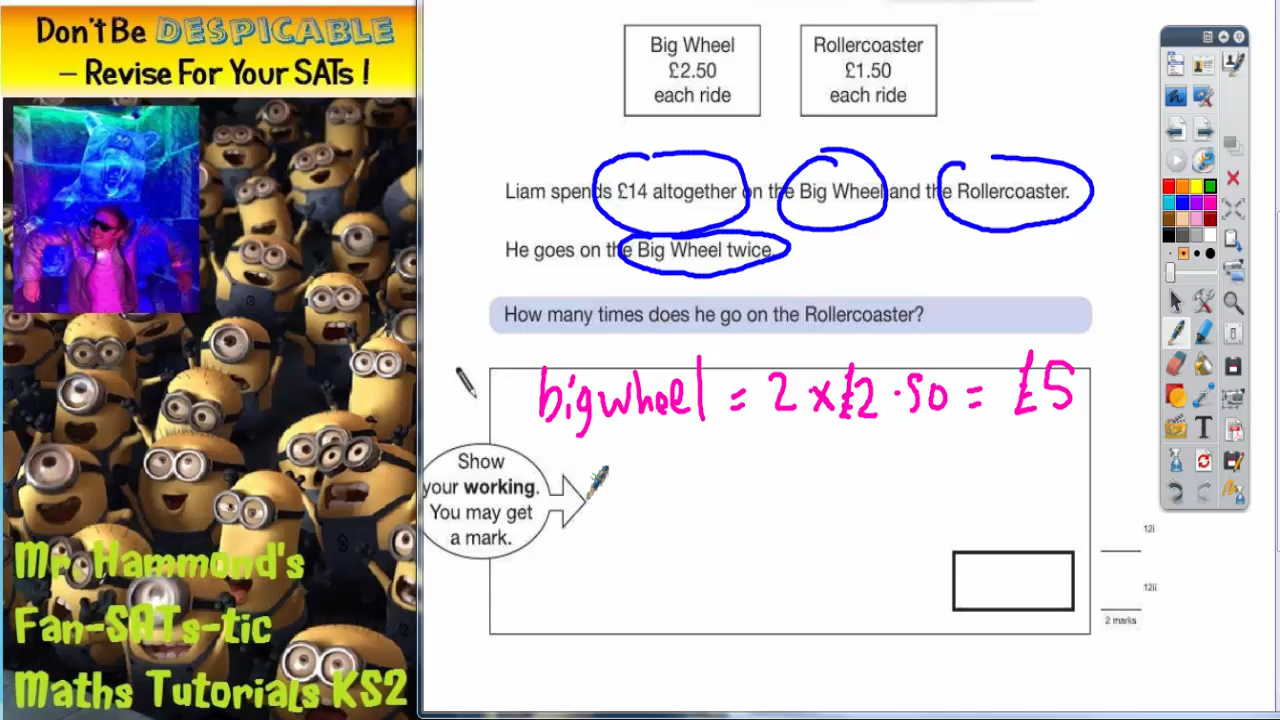 Don't Be DESPICABLE
– Revise For Your SATs !
Mr. Hammond's
Fan-SATs-tic
Maths Tutorials KS2
Big Wheel
£2.50
each ride
Rollercoaster
£1.50
each ride
Liam spends £14 altogether on the Big Wheel and the Rollercoaster.
He goes on the Big Wheel twice.
How many times does he go on the Rollercoaster?
big wheel = 2 x £2.50 = £5
Show
your working.
You may get
a mark.
12i
12ii
2 marks